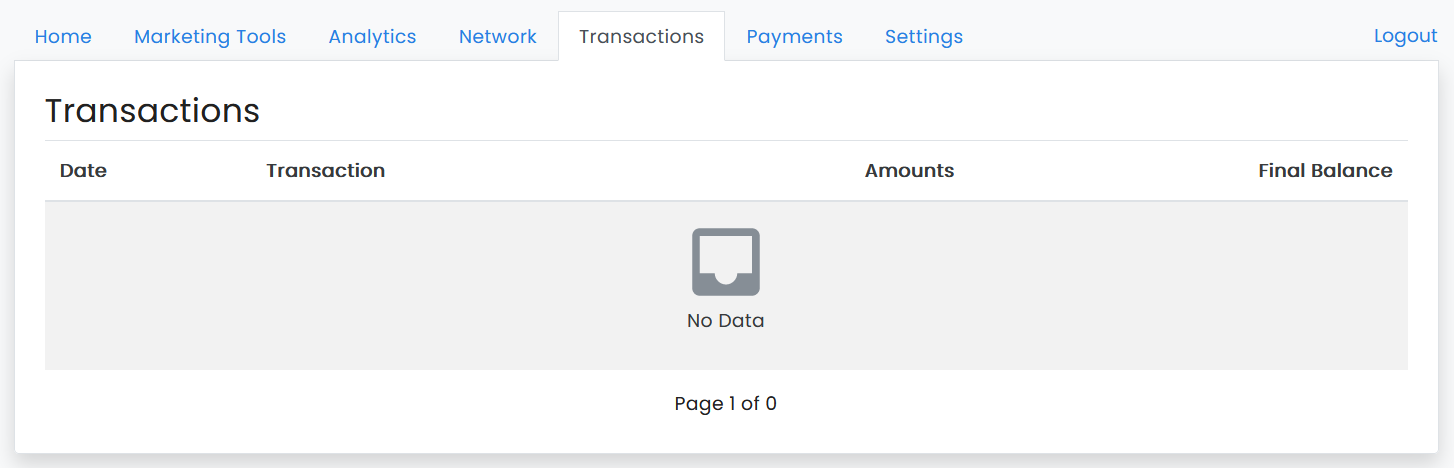 Home Marketing Tools Analytics Network Transactions Payments Settings Logout
Transactions
Date Transaction Amounts Final Balance
No Data
Page 1 of 0